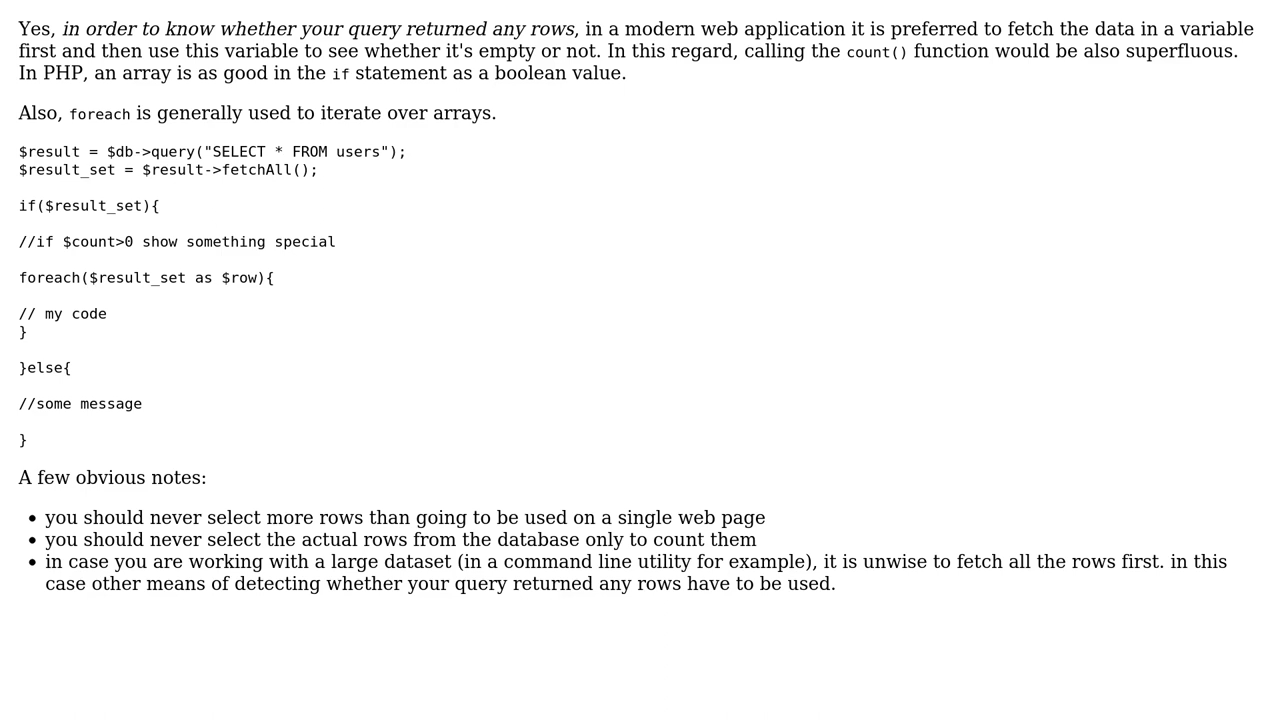 Yes, in order to know whether your query returned any rows, in a modern web application it is preferred to fetch the data in a variable
first and then use this variable to see whether it's empty or not. In this regard, calling the count() function would be also superfluous.
In PHP, an array is as good in the if statement as a boolean value.
Also, foreach is generally used to iterate over arrays.
$result = $db->query("SELECT * FROM users");
$result_set = $result->fetchAll();
if($result_set){
//if $count>0 show something special
foreach($result_set as $row){
// my code
}
}else{
//some message
}
A few obvious notes:
• you should never select more rows than going to be used on a single web page
• you should never select the actual rows from the database only to count them
• in case you are working with a large dataset (in a command line utility for example), it is unwise to fetch all the rows first. in this
case other means of detecting whether your query returned any rows have to be used.